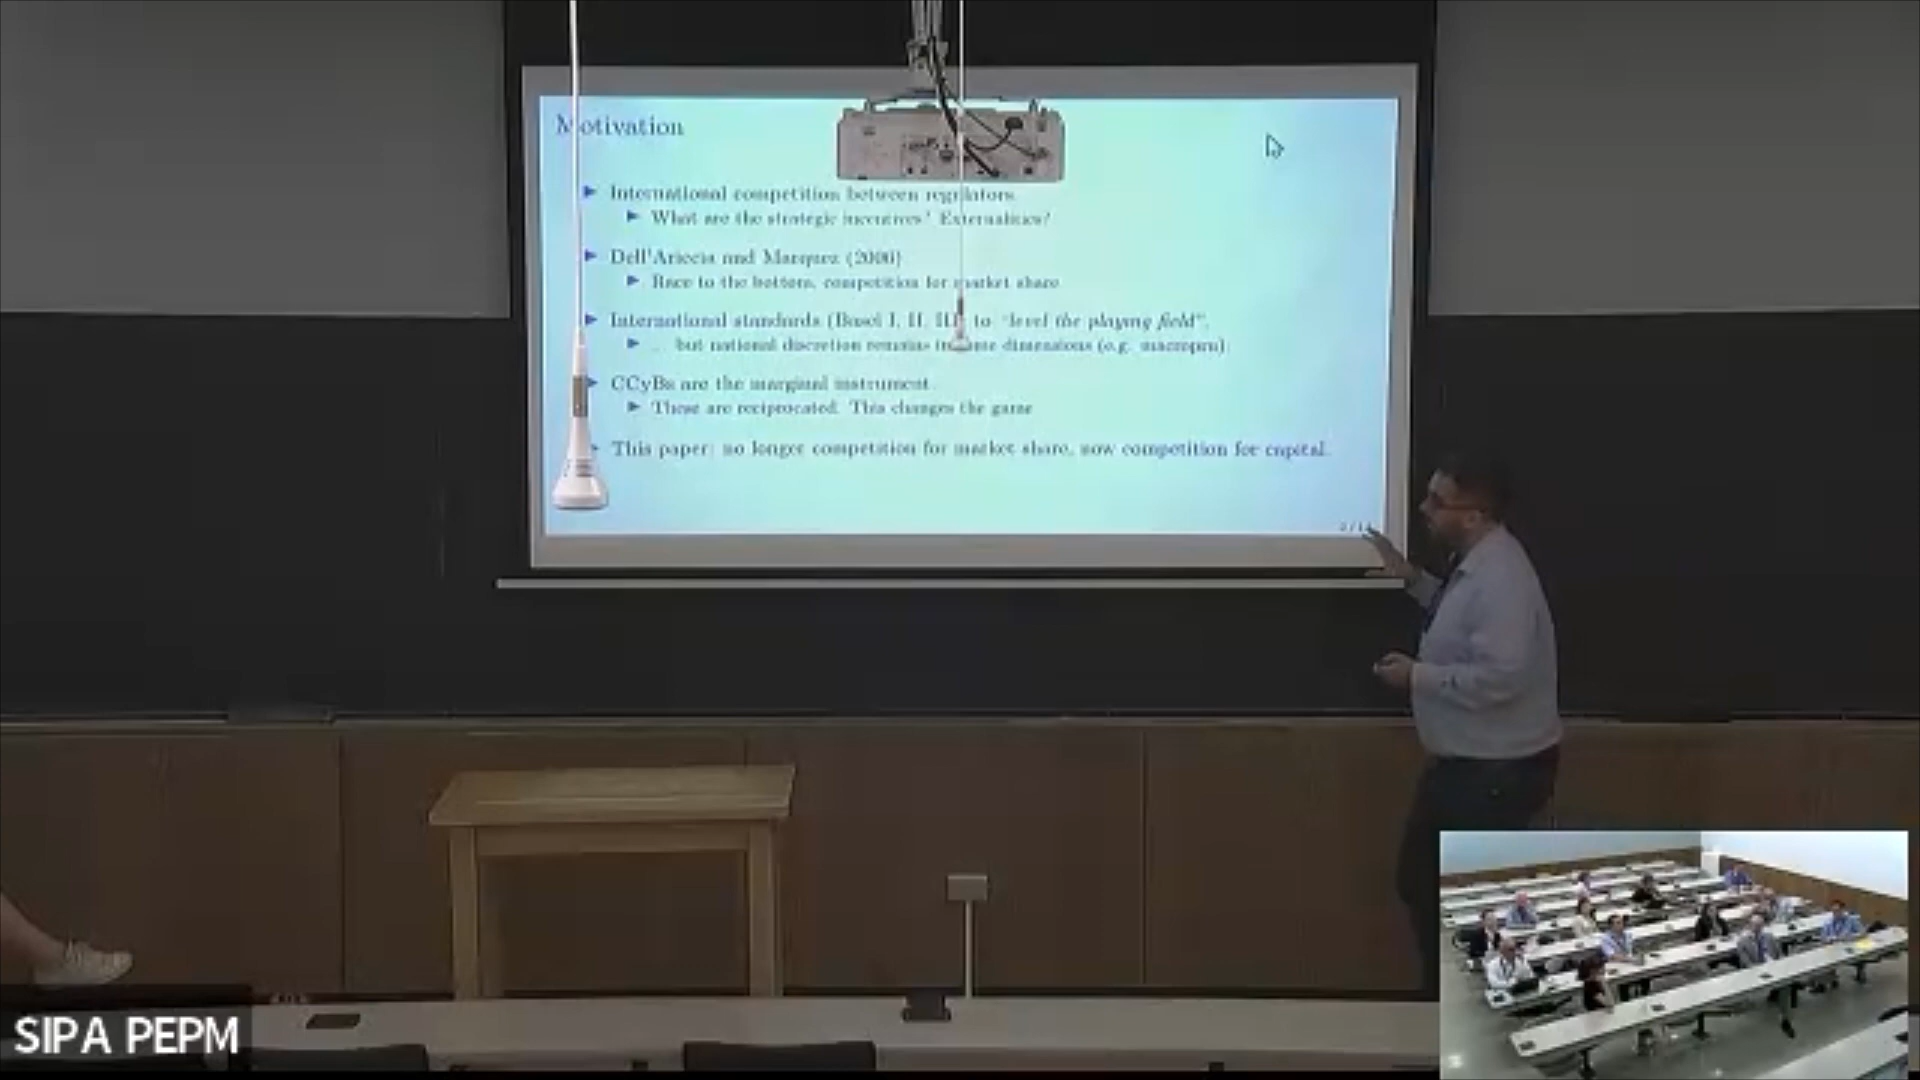 Motivation
International competition between regulators.
What are the strategic incentives? Externalities?
Dell'Ariccia and Marquez (2006)
Race to the bottom, competition for market share
International standards (Basel I, II, III) to "level the playing field",
... but national discretion remains in some dimensions (e.g. macropru).
CCyBs are the marginal instrument.
These are reciprocated. This changes the game
This paper: no longer competition for market share, now competition for capital.
SIPA PEPM